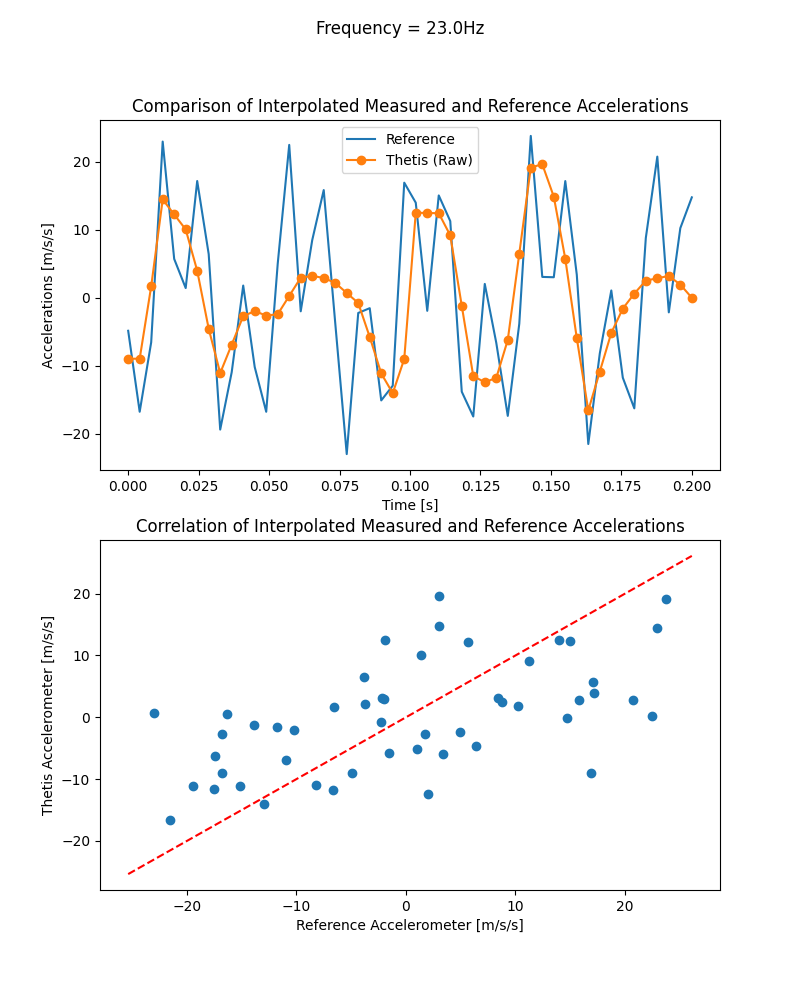 Frequency = 23.0Hz
Comparison of Interpolated Measured and Reference Accelerations
Reference
Thetis (Raw)
Accelerations [m/s/s]
20
10
0
−10
−20
0.000 0.025 0.050 0.075 0.100 0.125 0.150 0.175 0.200
Time [s]
Correlation of Interpolated Measured and Reference Accelerations
Thetis Accelerometer [m/s/s]
20
10
0
−10
−20
−20 −10 0 10 20
Reference Accelerometer [m/s/s]